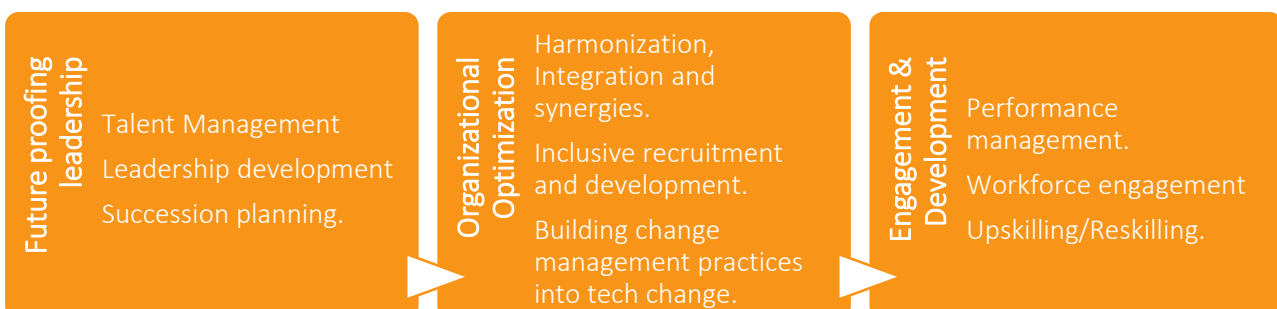 Future proofing
leadership
Talent Management
Leadership development
Succession planning.
Organizational
Optimization
Harmonization,
Integration and
synergies.
Inclusive recruitment
and development.
Building change
management practices
into tech change.
Engagement &
Development
Performance
management.
Workforce engagement
Upskilling/Reskilling.